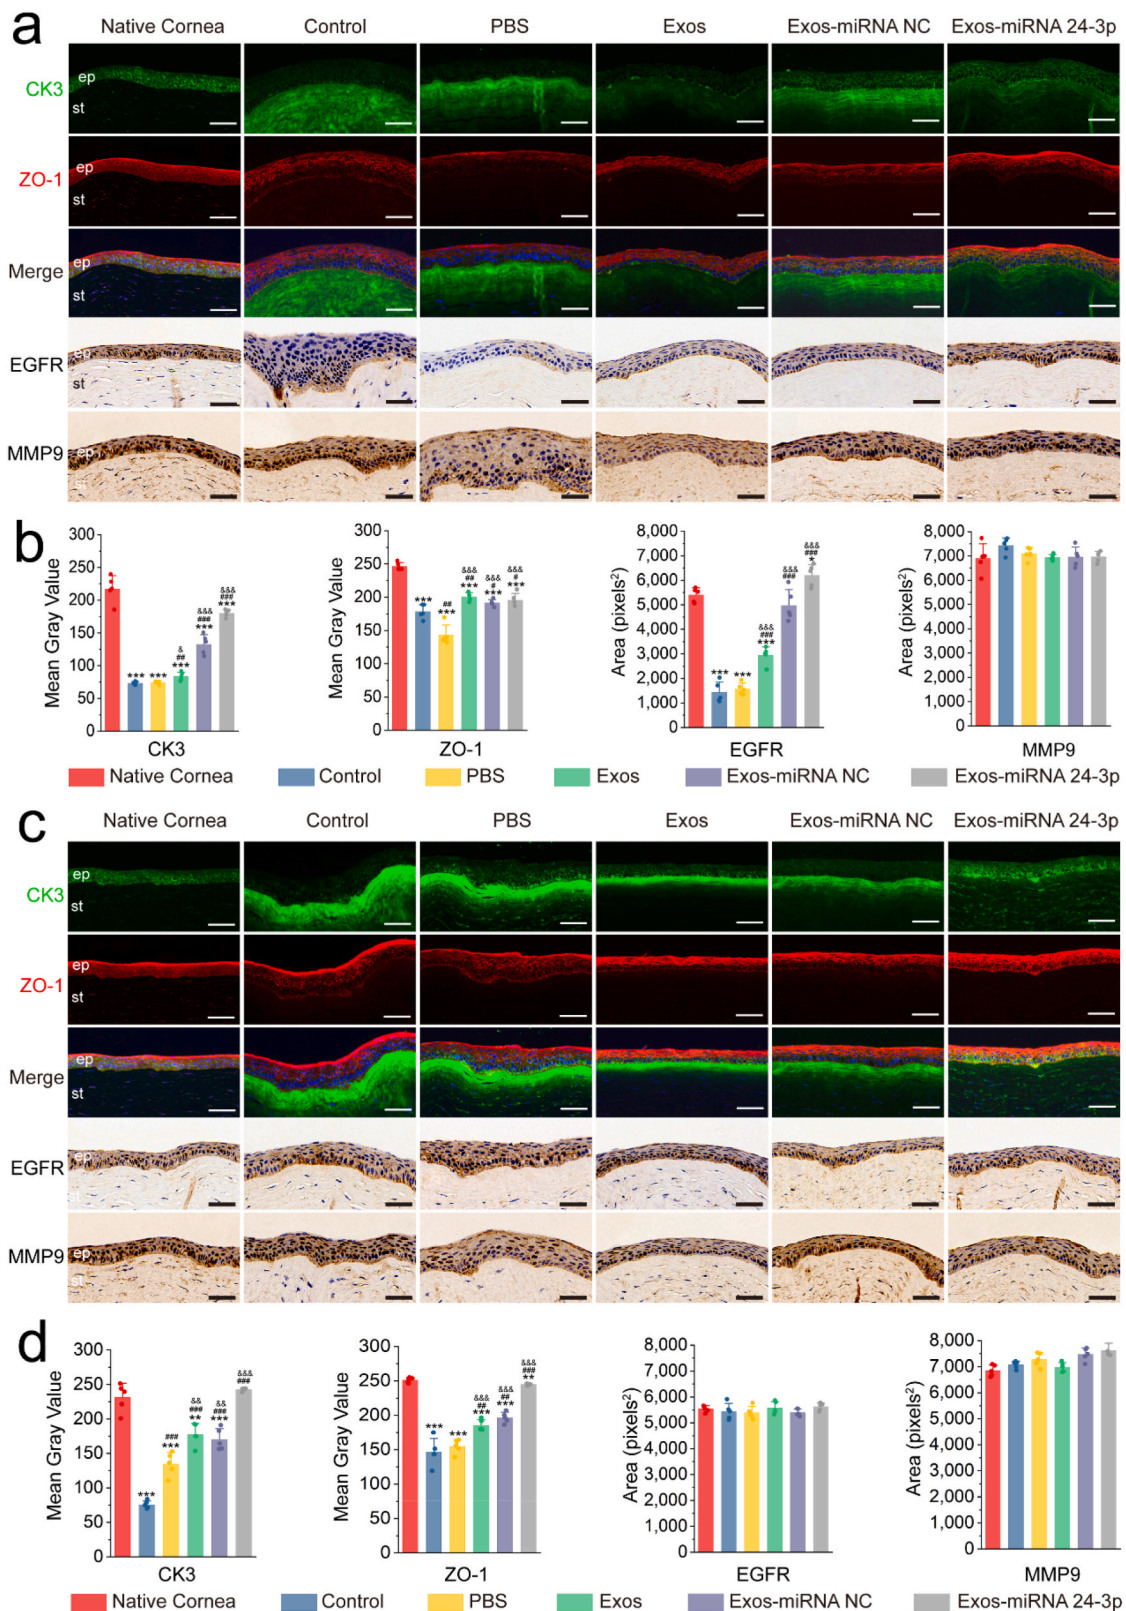 a
Native Cornea Control PBS Exos Exos-miRNA NC Exos-miRNA 24-3p
CK3 ep st
ZO-1 ep st
Merge ep st
EGFR ep st
MMP9 ep st
b
300 250 200 150 100 50 0
Mean Gray Value
*** *** *** ## & *** ### &&& *** ### &&&
CK3
300 250 200 150 100 50 0
Mean Gray Value
*** *** ## *** ## &&& *** # &&& *** # &&&
ZO-1
8,000 7,000 6,000 5,000 4,000 3,000 2,000 1,000 0
Area (pixels²)
*** *** *** ### &&& ### &&& * ### &&&
EGFR
8,000 7,000 6,000 5,000 4,000 3,000 2,000 1,000 0
Area (pixels²)
MMP9
Native Cornea Control PBS Exos Exos-miRNA NC Exos-miRNA 24-3p
c
Native Cornea Control PBS Exos Exos-miRNA NC Exos-miRNA 24-3p
CK3 ep st
ZO-1 ep st
Merge ep st
EGFR ep st
MMP9 ep st
d
300 250 200 150 100 50 0
Mean Gray Value
*** *** ### ** ### && *** ### && ### &&&
CK3
300 250 200 150 100 50 0
Mean Gray Value
*** *** *** ## &&& *** ## &&& ** ### &&&
ZO-1
8,000 7,000 6,000 5,000 4,000 3,000 2,000 1,000 0
Area (pixels²)
EGFR
8,000 7,000 6,000 5,000 4,000 3,000 2,000 1,000 0
Area (pixels²)
MMP9
Native Cornea Control PBS Exos Exos-miRNA NC Exos-miRNA 24-3p